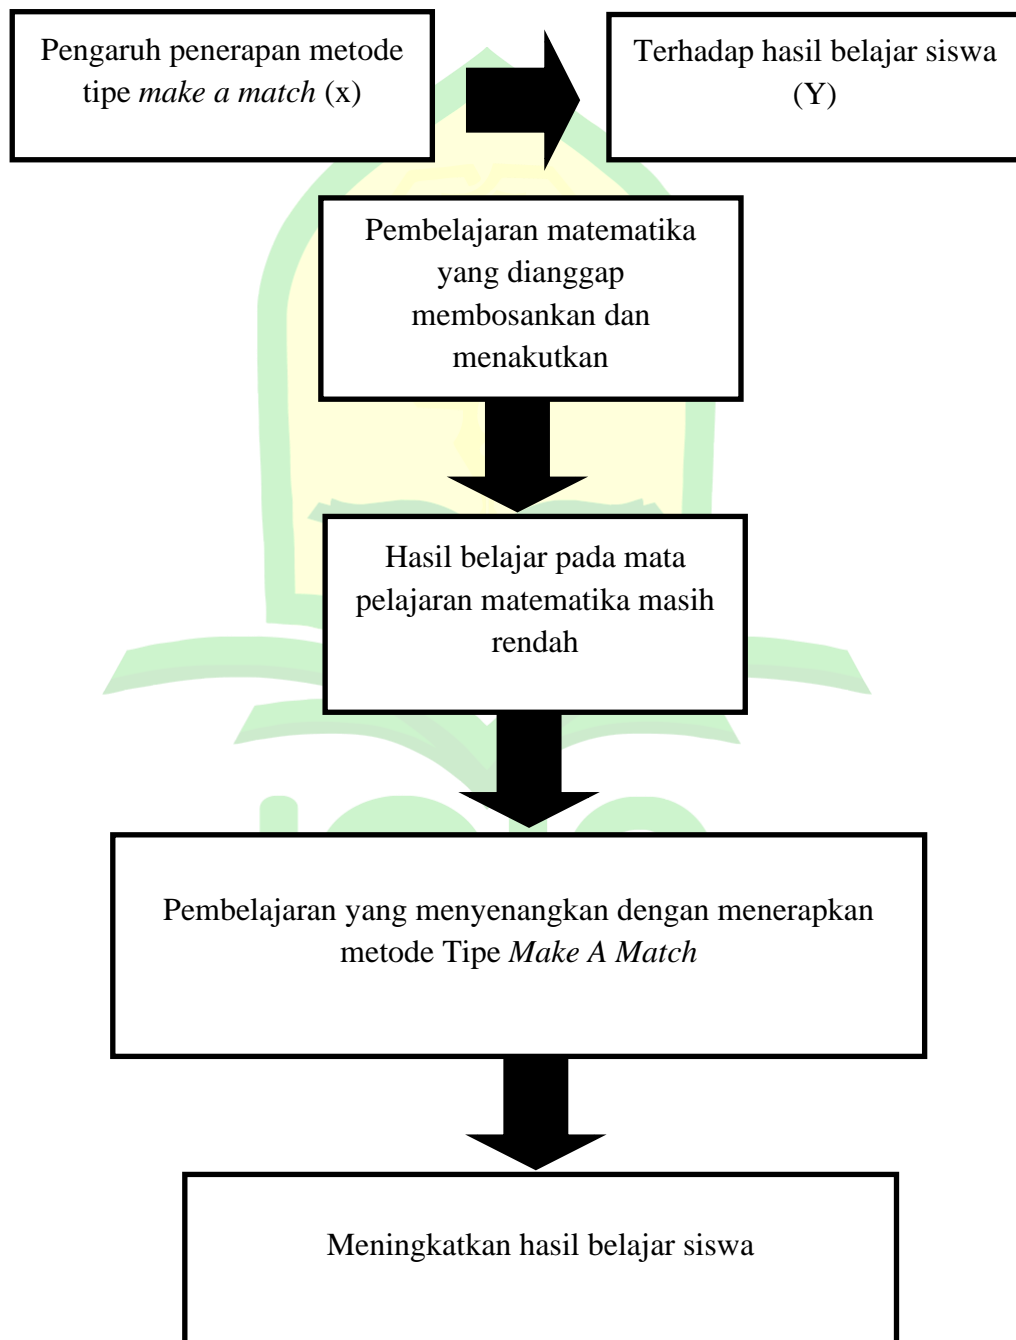 Pengaruh penerapan metode
tipe make a match (x)
Terhadap hasil belajar siswa
(Y)
Pembelajaran matematika
yang dianggap
membosankan dan
menakutkan
Hasil belajar pada mata
pelajaran matematika masih
rendah
Pembelajaran yang menyenangkan dengan menerapkan
metode Tipe Make A Match
Meningkatkan hasil belajar siswa